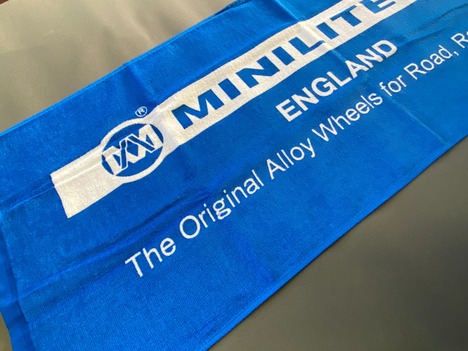 ® MINILITE
ENGLAND
The Original Alloy Wheels for Road,